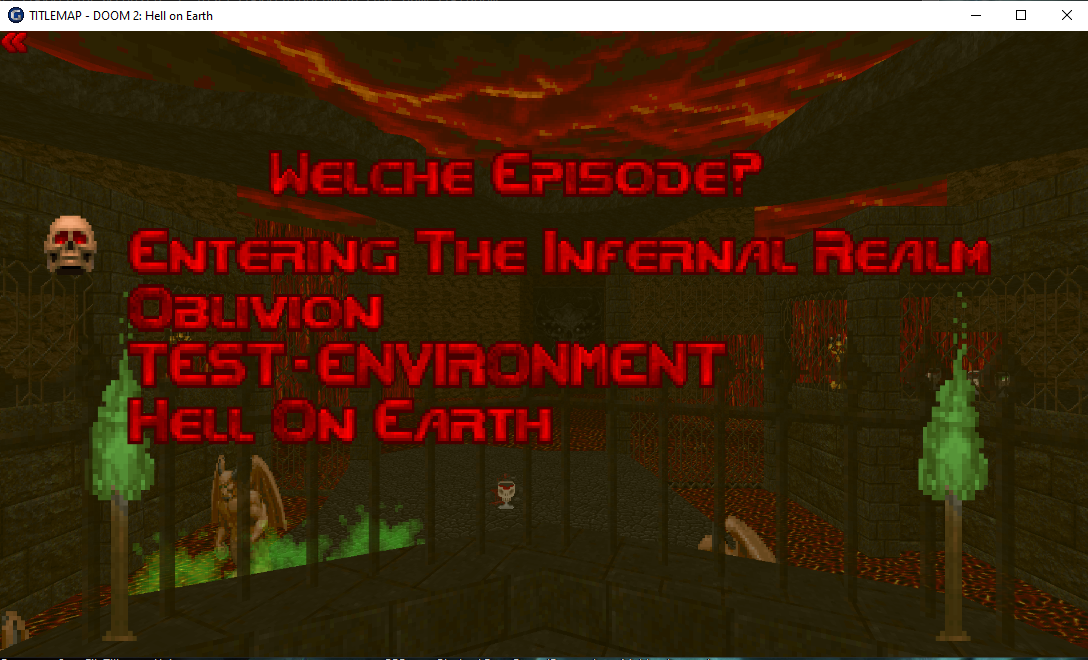 TITLEMAP - DOOM 2: Hell on Earth
Welche Episode?
Entering The Infernal Realm
Oblivion
TEST-ENVIRONMENT
Hell On Earth